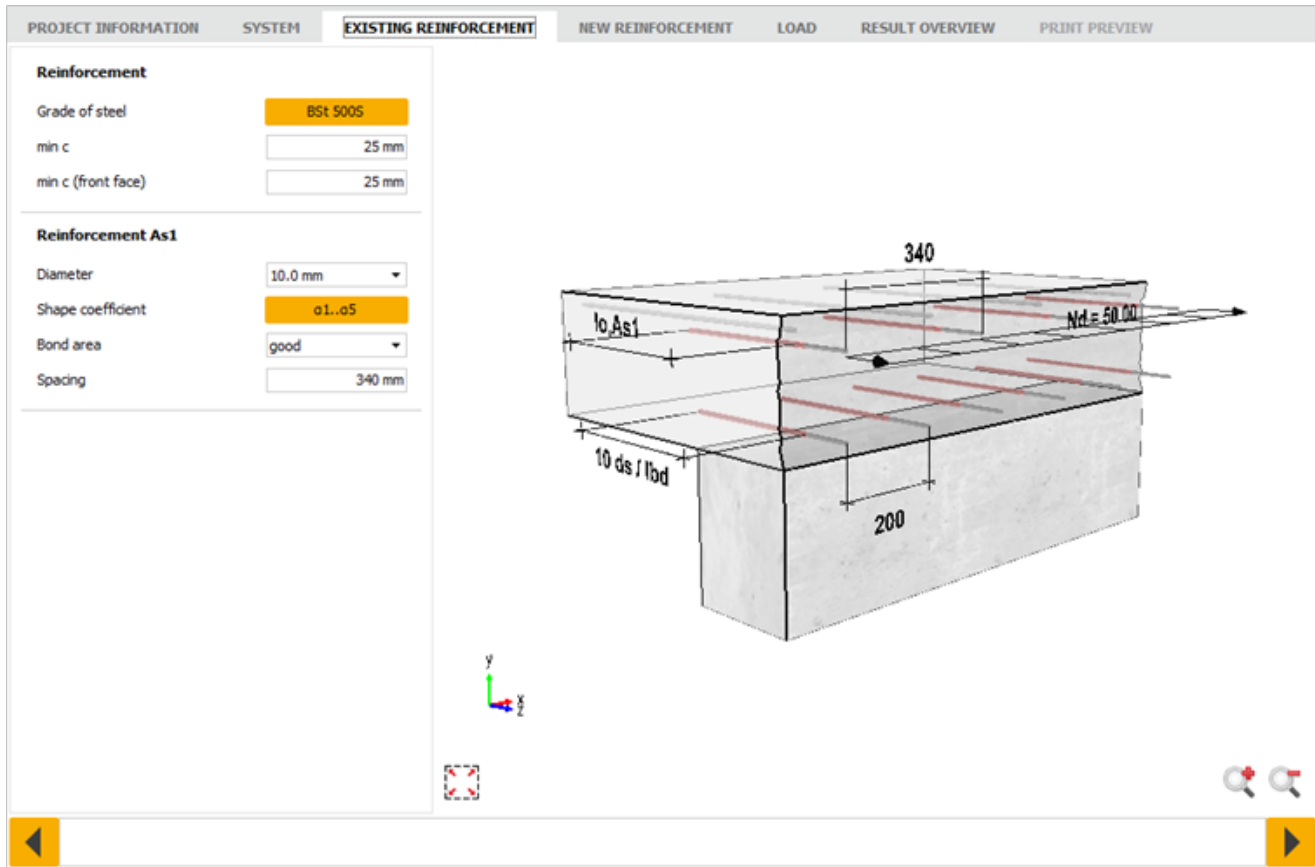 PROJECT INFORMATION SYSTEM EXISTING REINFORCEMENT NEW REINFORCEMENT LOAD RESULT OVERVIEW PRINT PREVIEW
Reinforcement
Grade of steel BSt 500S
min c 25 mm
min c (front face) 25 mm
Reinforcement As1
Diameter 10.0 mm
Shape coefficient α1..α5
Bond area good
Spacing 340 mm
340
lo,As1
Nd = 50.00
10 ds / lbd
200
y
x
z